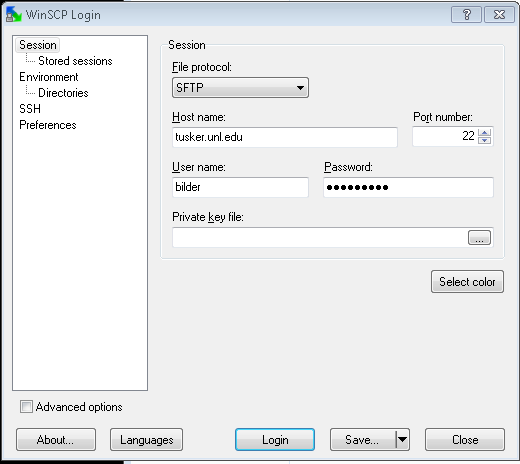 WinSCP Login
Session
Stored sessions
Environment
Directories
SSH
Preferences
Session
File protocol:
SFTP
Host name:
Port number:
tusker.unl.edu
22
User name:
Password:
bilder
●●●●●●●●●
Private key file:
...
Select color
Advanced options
About...
Languages
Login
Save...
Close